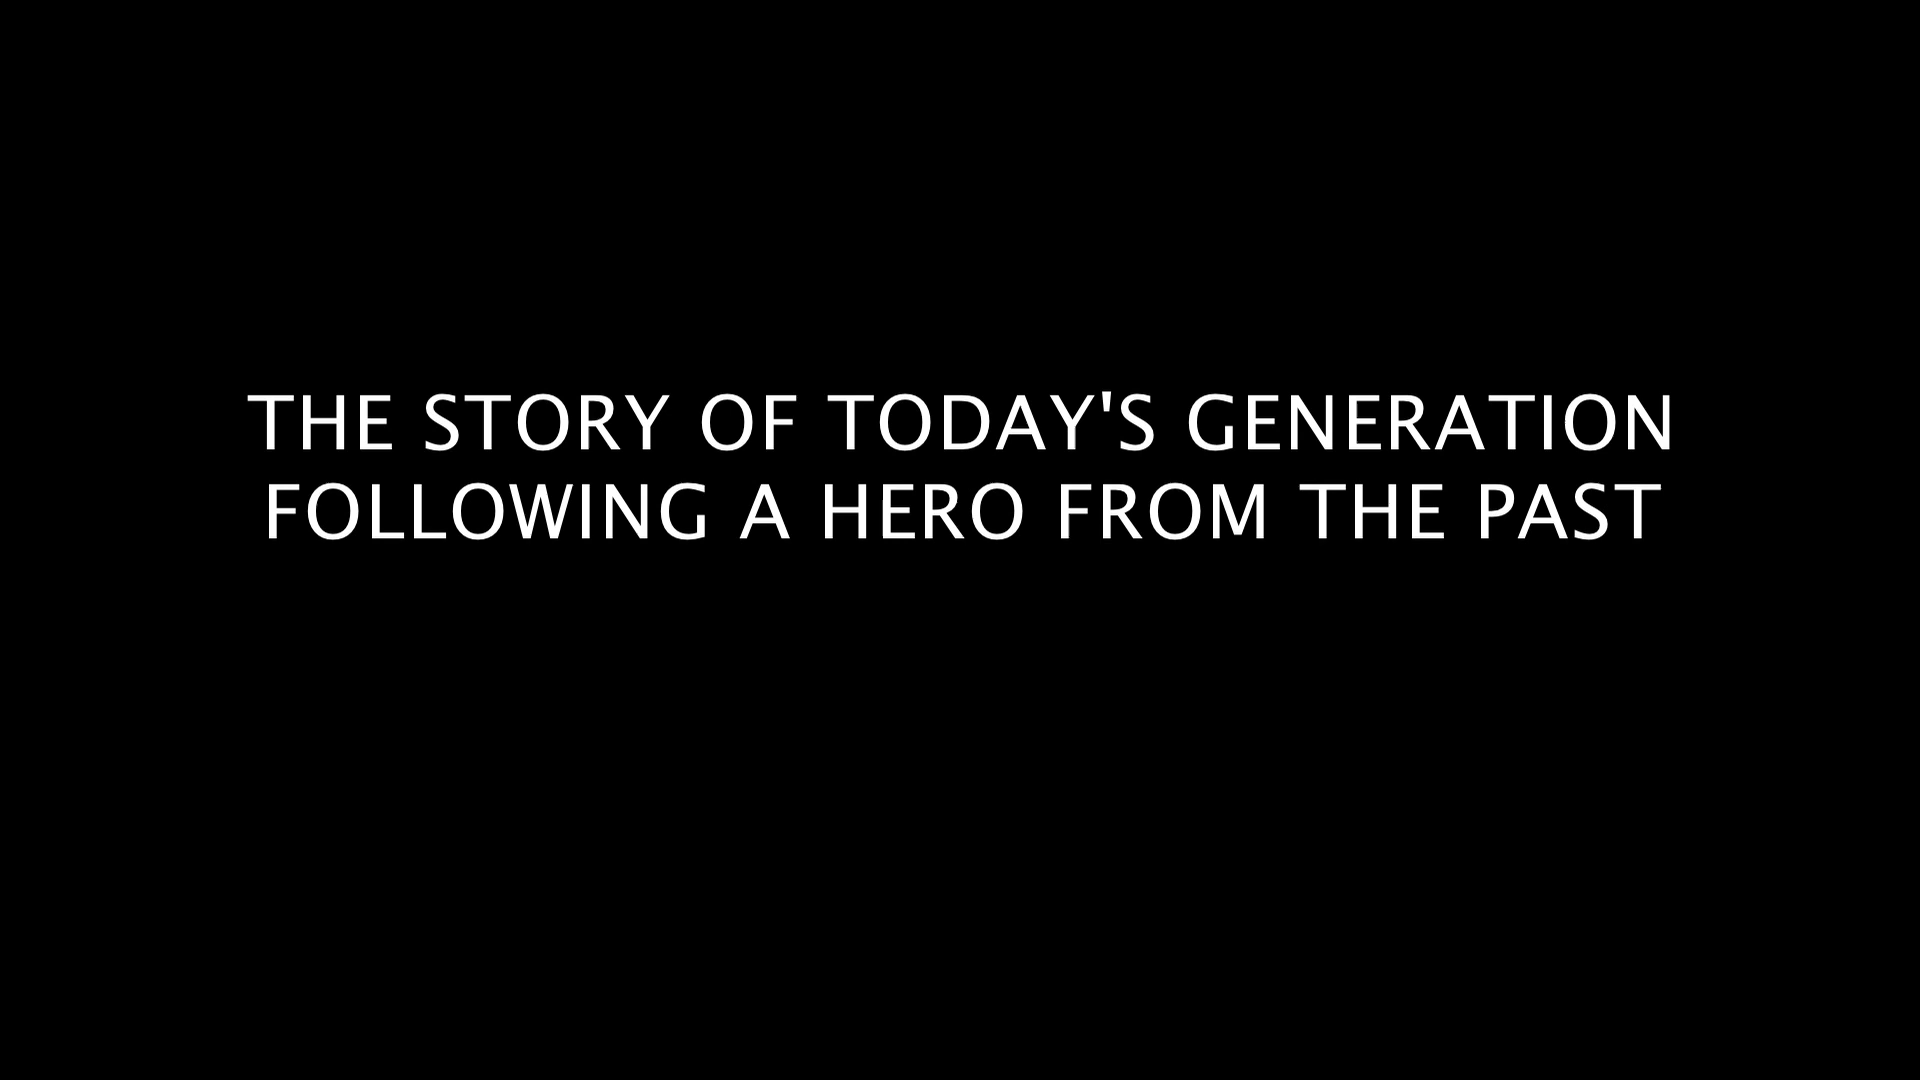 THE STORY OF TODAY'S GENERATION
FOLLOWING A HERO FROM THE PAST